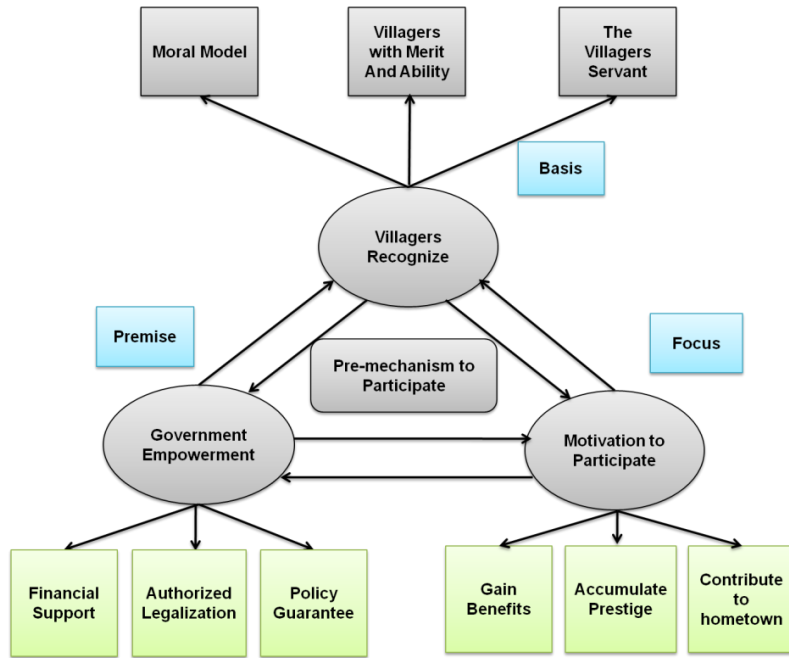 Moral Model
Villagers
with Merit
And Ability
The
Villagers
Servant
Basis
Villagers
Recognize
Premise
Pre-mechanism to
Participate
Focus
Government
Empowerment
Motivation to
Participate
Financial
Support
Authorized
Legalization
Policy
Guarantee
Gain
Benefits
Accumulate
Prestige
Contribute
to
hometown